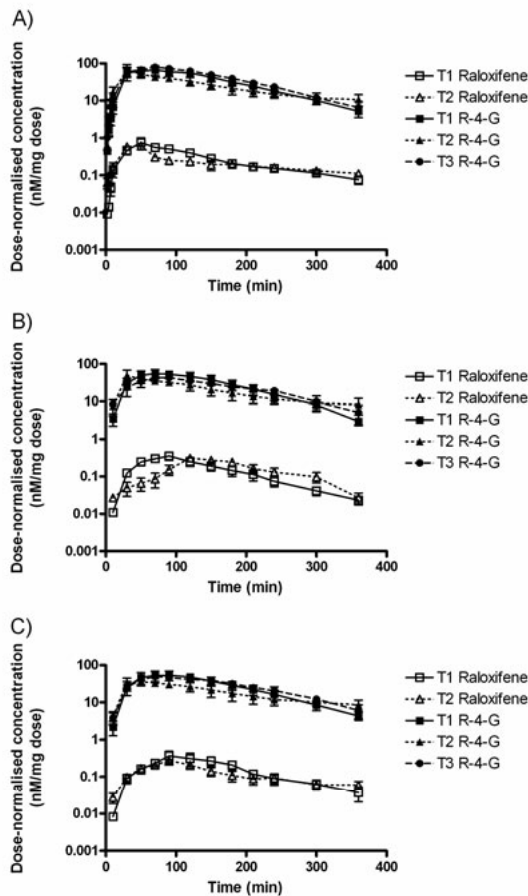 A)
Dose-normalised concentration
(nM/mg dose)
100
10
1
0.1
0.01
0.001
0 100 200 300 400
Time (min)
T1 Raloxifene
T2 Raloxifene
T1 R-4-G
T2 R-4-G
T3 R-4-G
B)
Dose-normalised concentration
(nM/mg dose)
100
10
1
0.1
0.01
0.001
0 100 200 300 400
Time (min)
T1 Raloxifene
T2 Raloxifene
T1 R-4-G
T2 R-4-G
T3 R-4-G
C)
Dose-normalised concentration
(nM/mg dose)
100
10
1
0.1
0.01
0.001
0 100 200 300 400
Time (min)
T1 Raloxifene
T2 Raloxifene
T1 R-4-G
T2 R-4-G
T3 R-4-G